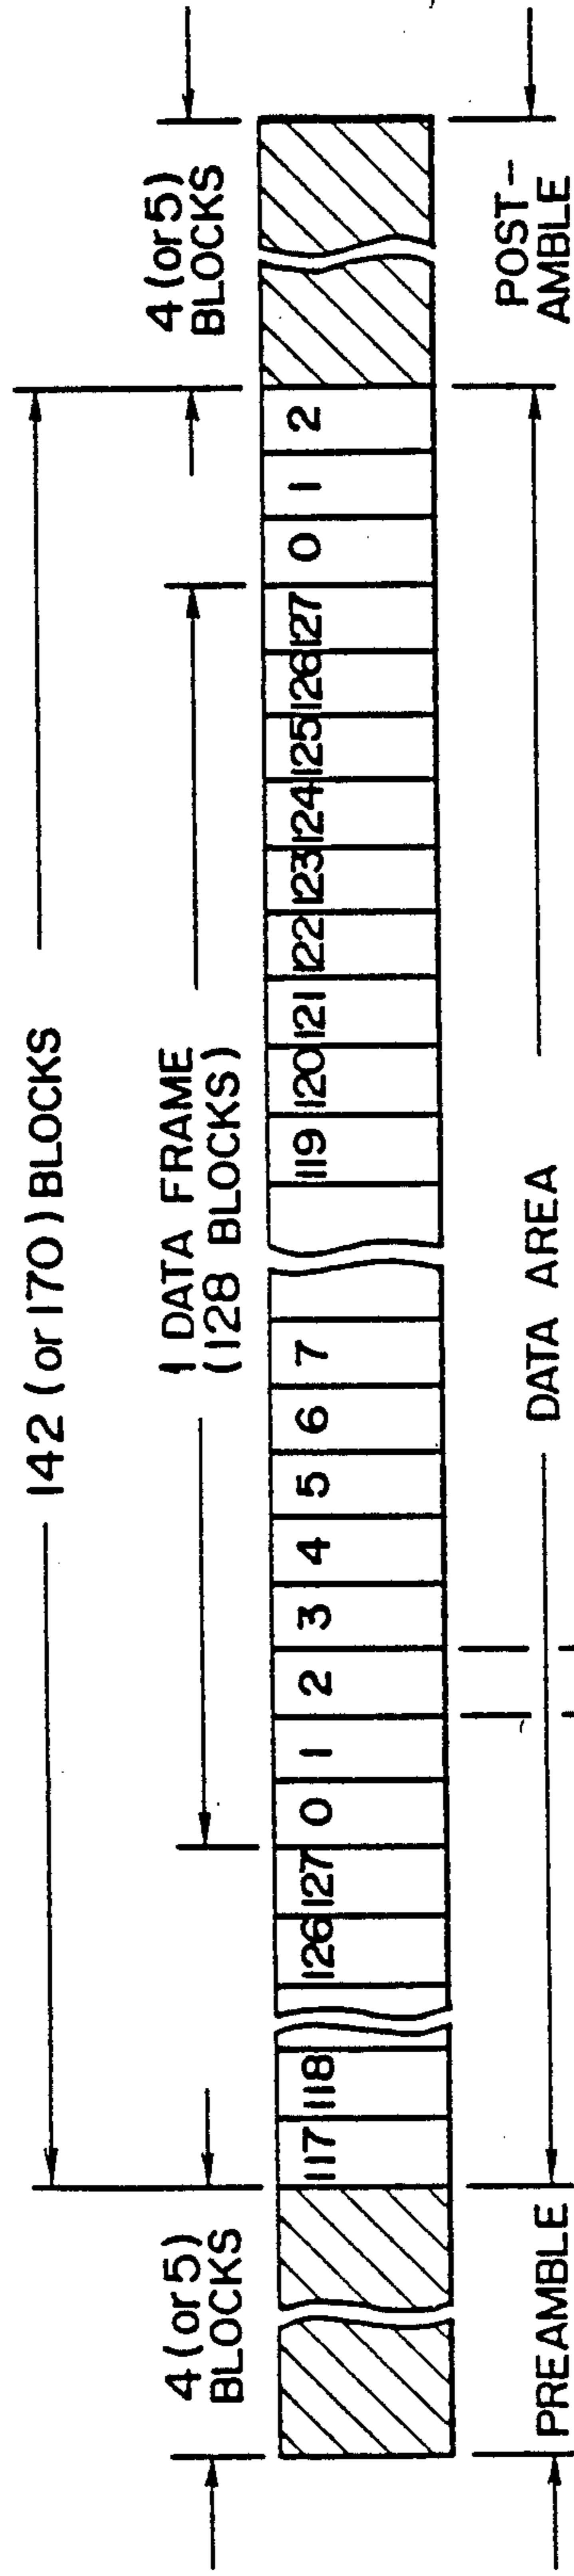 142 (or 170) BLOCKS
4 (or 5)
BLOCKS
1 DATA FRAME
(128 BLOCKS)
4 (or 5)
BLOCKS
117 118 126 127 0 1 2 3 4 5 6 7 119 120 121 122 123 124 125 126 127 0 1 2
PREAMBLE
DATA AREA
POST-
AMBLE